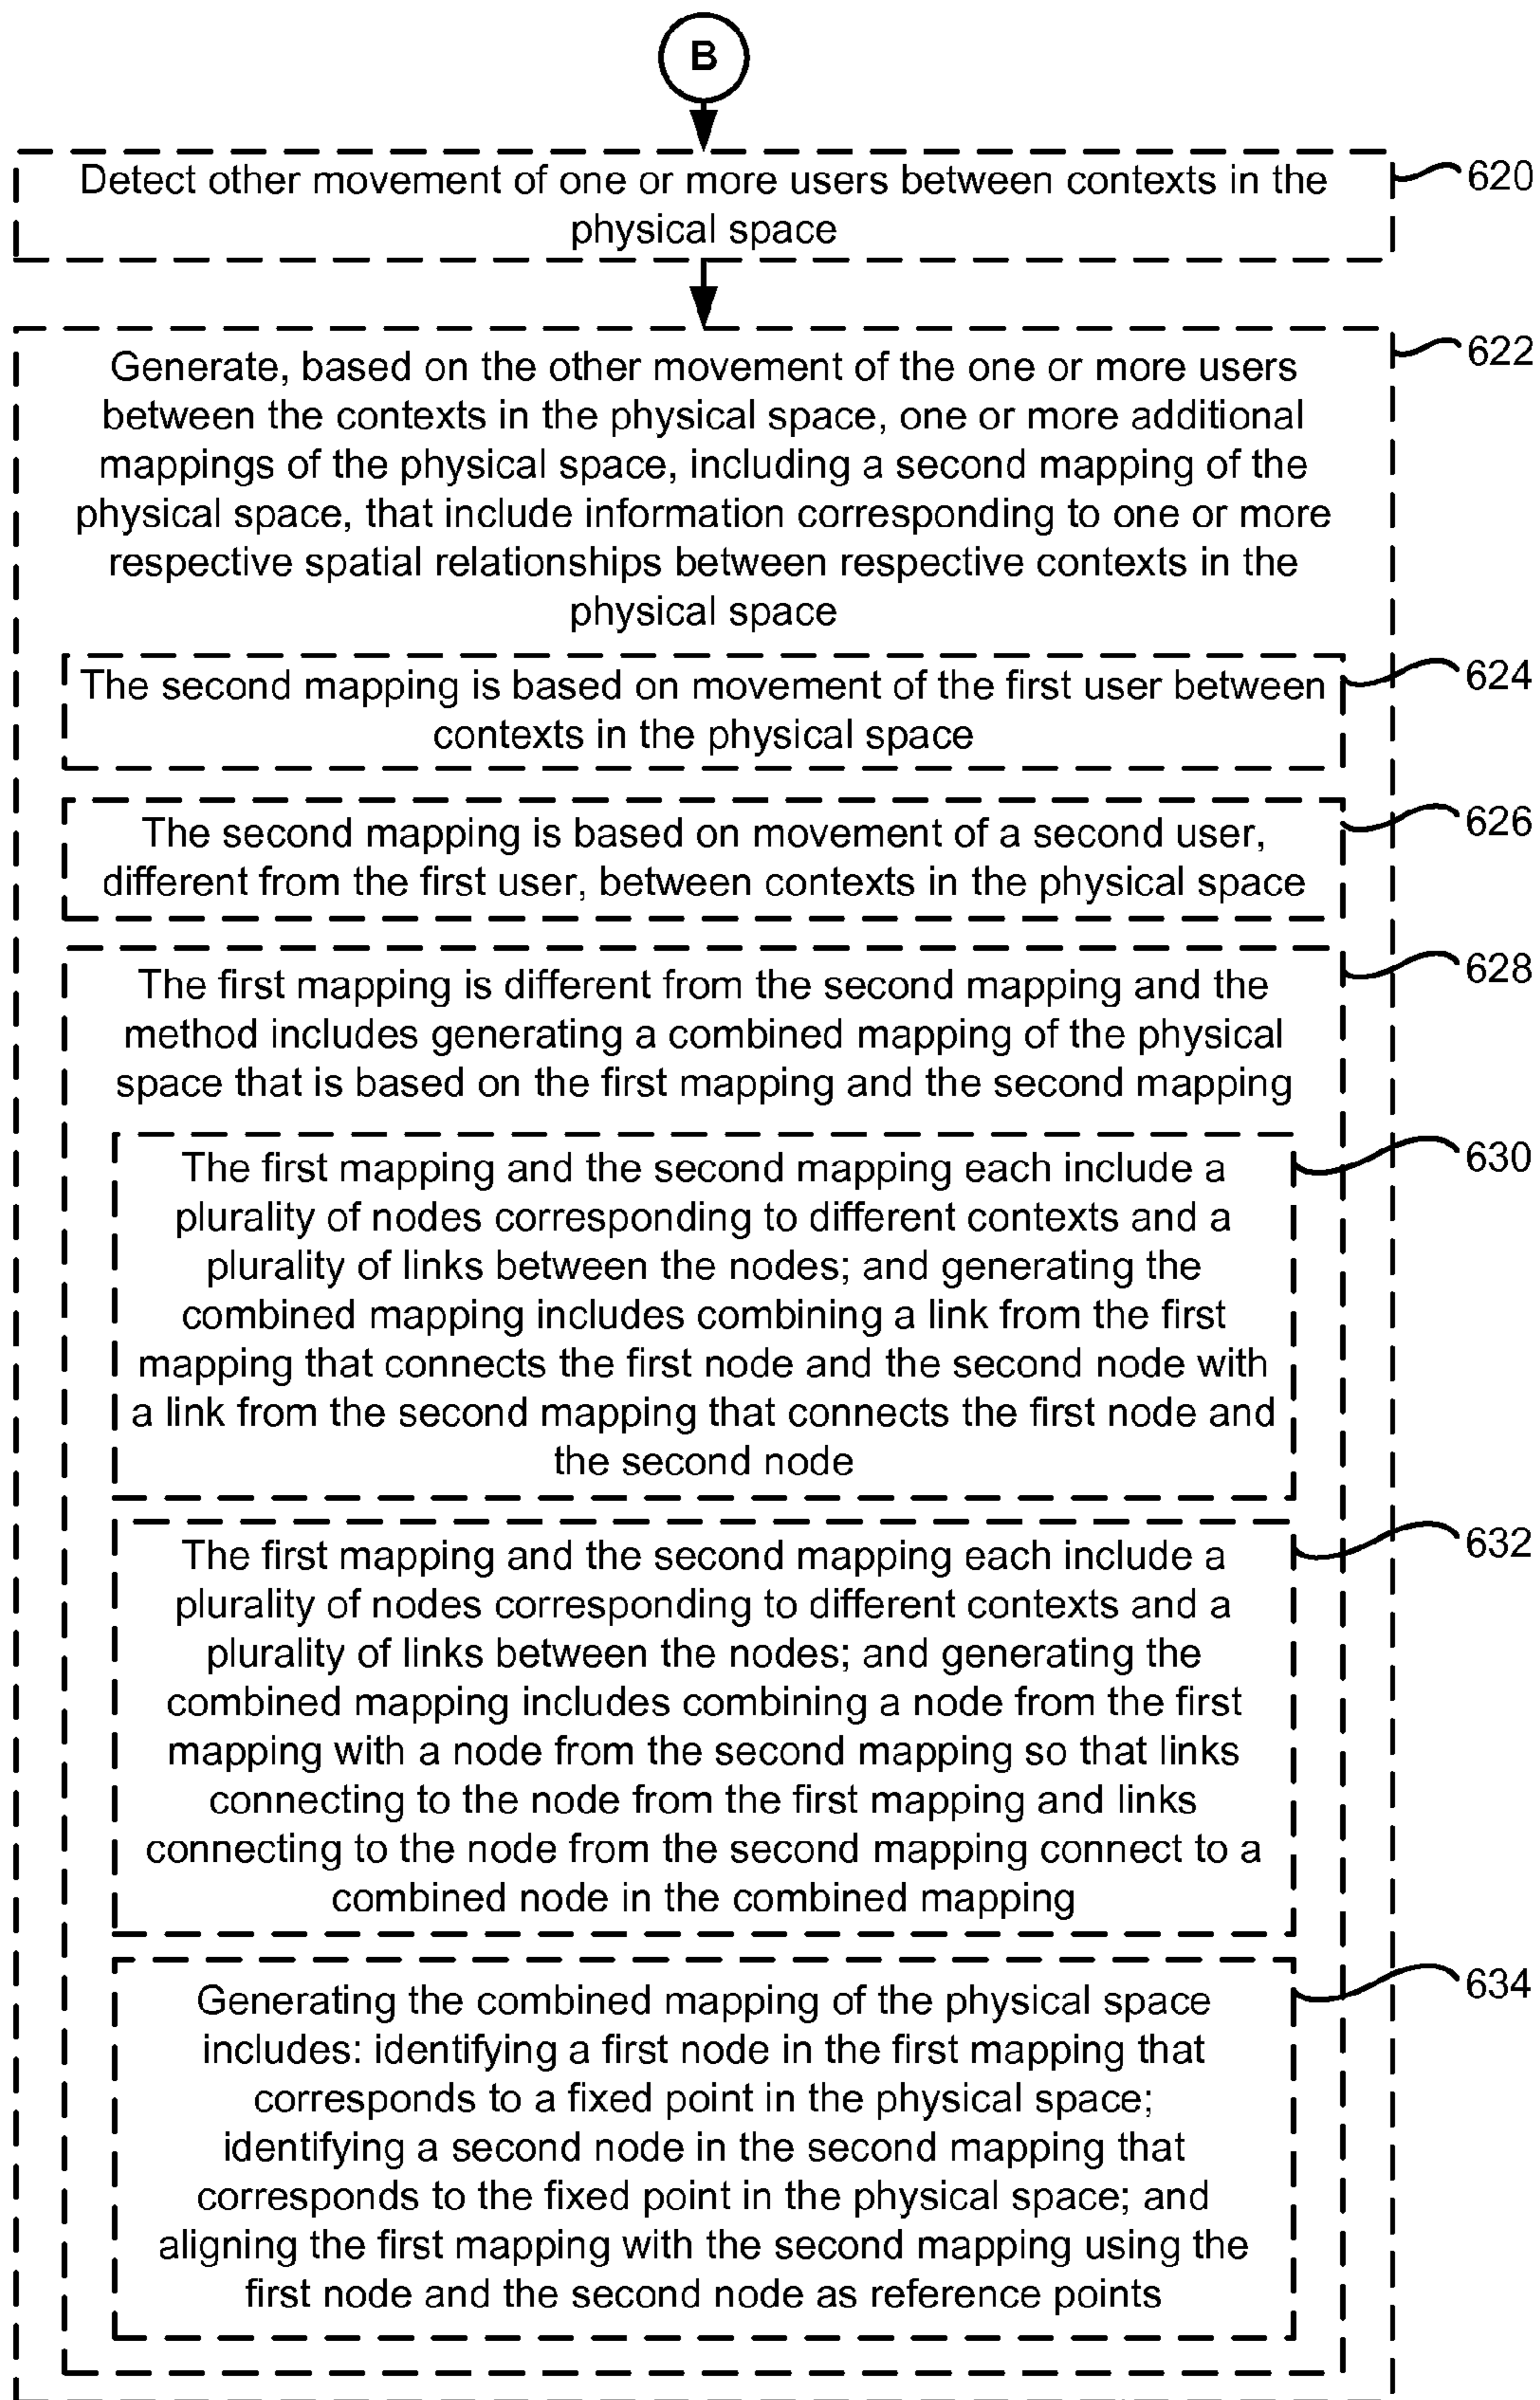 B
Detect other movement of one or more users between contexts in the
physical space
620
Generate, based on the other movement of the one or more users
between the contexts in the physical space, one or more additional
mappings of the physical space, including a second mapping of the
physical space, that include information corresponding to one or more
respective spatial relationships between respective contexts in the
physical space
622
The second mapping is based on movement of the first user between
contexts in the physical space
624
The second mapping is based on movement of a second user,
different from the first user, between contexts in the physical space
626
The first mapping is different from the second mapping and the
method includes generating a combined mapping of the physical
space that is based on the first mapping and the second mapping
628
The first mapping and the second mapping each include a
plurality of nodes corresponding to different contexts and a
plurality of links between the nodes; and generating the
combined mapping includes combining a link from the first
mapping that connects the first node and the second node with
a link from the second mapping that connects the first node and
the second node
630
The first mapping and the second mapping each include a
plurality of nodes corresponding to different contexts and a
plurality of links between the nodes; and generating the
combined mapping includes combining a node from the first
mapping with a node from the second mapping so that links
connecting to the node from the first mapping and links
connecting to the node from the second mapping connect to a
combined node in the combined mapping
632
Generating the combined mapping of the physical space
includes: identifying a first node in the first mapping that
corresponds to a fixed point in the physical space;
identifying a second node in the second mapping that
corresponds to the fixed point in the physical space; and
aligning the first mapping with the second mapping using the
first node and the second node as reference points
634